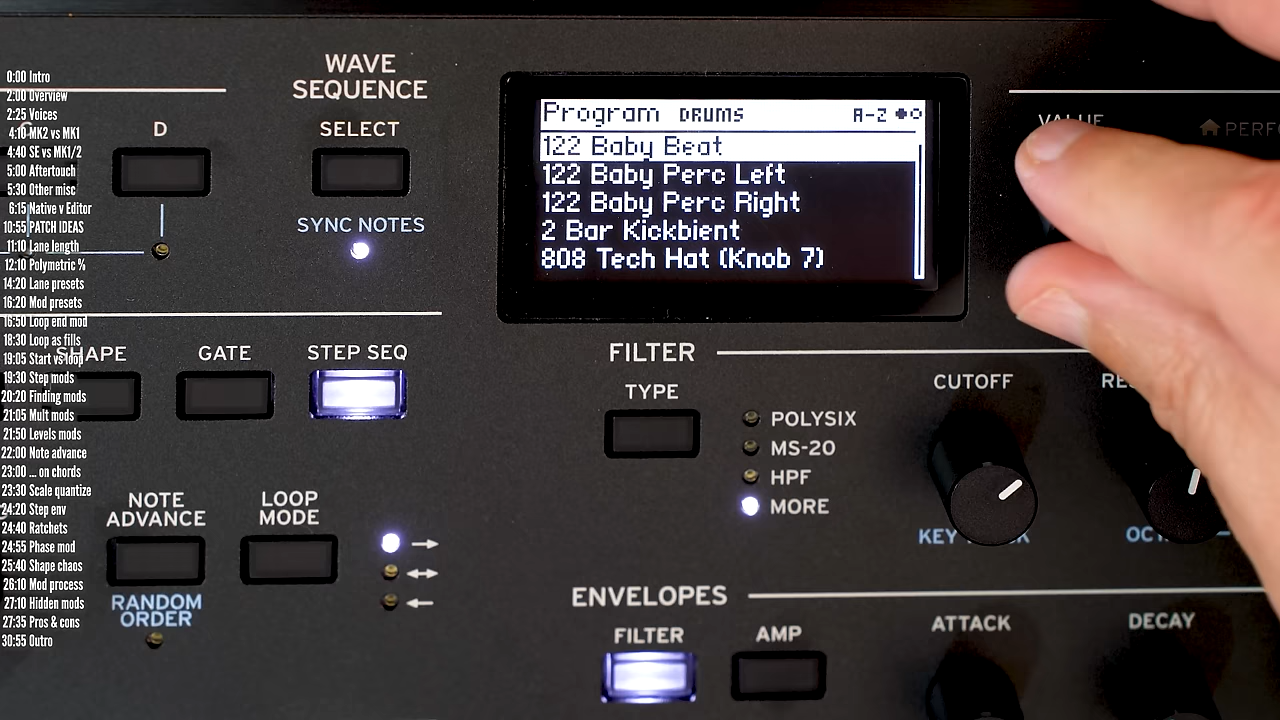 0:00 Intro
2:00 Overview
2:25 Voices
4:10 MK2 vs MK1
4:40 SE vs MK1/2
5:00 Aftertouch
5:30 Other misc
6:15 Native v Editor
10:55 PATCH IDEAS
11:10 Lane length
12:10 Polymetric %
14:20 Lane presets
16:20 Mod presets
16:50 Loop end mod
18:30 Loop as fills
19:05 Start vs loop
19:30 Step mods
20:20 Finding mods
21:05 Mult mods
21:50 Levels mods
22:00 Note advance
23:00 ... on chords
23:30 Scale quantize
24:20 Step env
24:40 Ratchets
24:55 Phase mod
25:40 Shape chaos
26:10 Mod process
27:10 Hidden mods
27:35 Pros & cons
30:55 Outro
D
WAVE
SEQUENCE
SELECT
SYNC NOTES
SHAPE
GATE
STEP SEQ
NOTE
ADVANCE
RANDOM
ORDER
LOOP
MODE
Program DRUMS A-Z
122 Baby Beat
122 Baby Perc Left
122 Baby Perc Right
2 Bar Kickbient
808 Tech Hat (Knob 7)
VALUE
PERF
FILTER
TYPE
POLYSIX
MS-20
HPF
MORE
CUTOFF
KEY
ENVELOPES
FILTER
AMP
ATTACK
DECAY